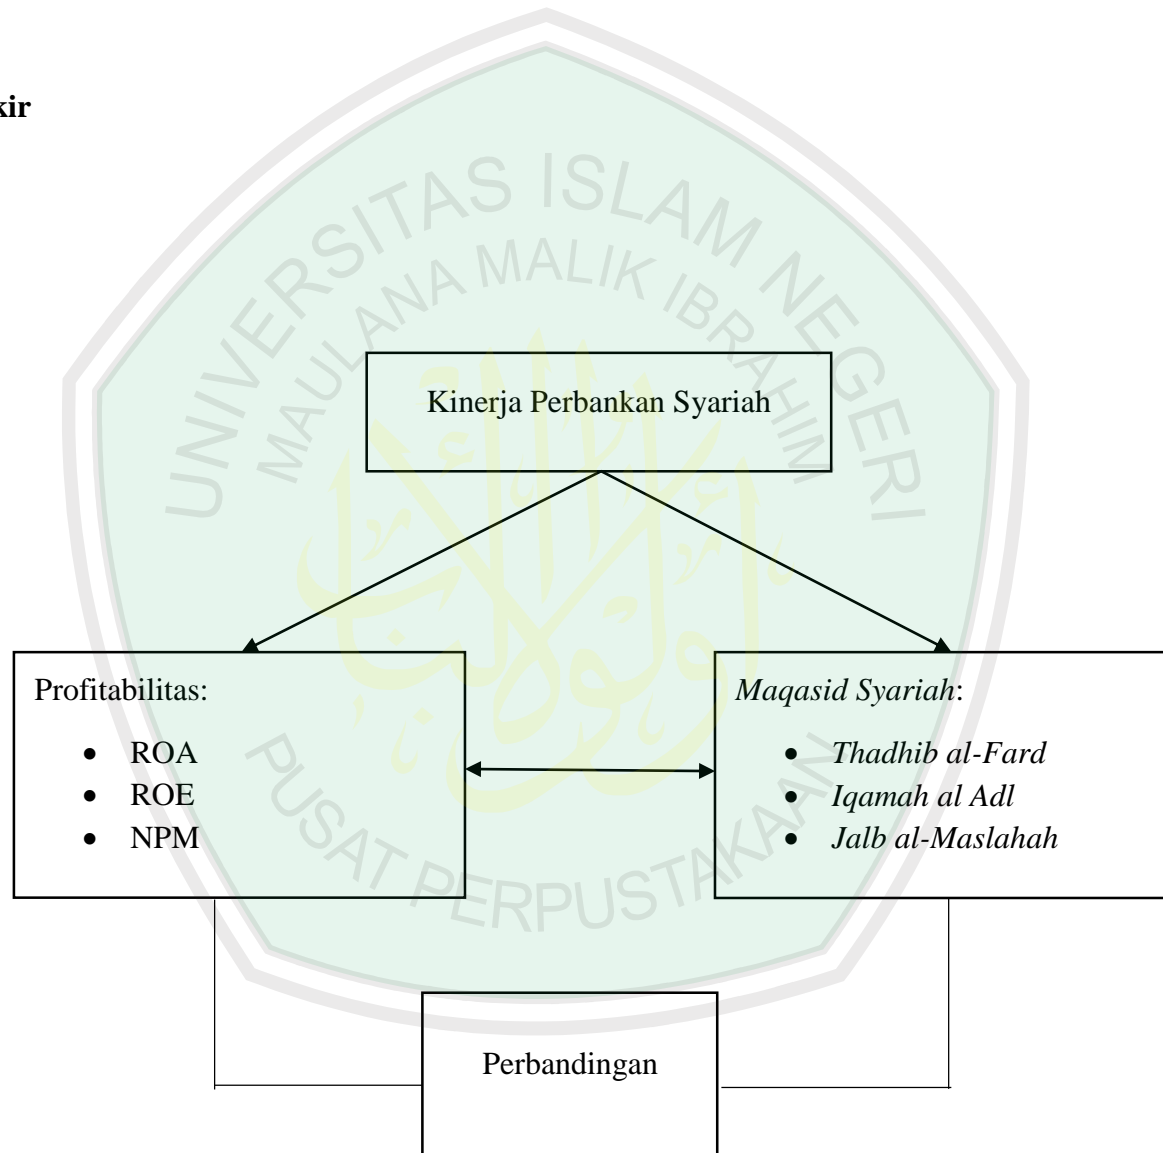 kir
UNIVERSITAS ISLAM NEGERI
MAULANA MALIK IBRAHIM
Kinerja Perbankan Syariah
Profitabilitas:
• ROA
• ROE
• NPM
Maqasid Syariah:
• Thadhib al-Fard
• Iqamah al Adl
• Jalb al-Maslahah
PUSAT PERPUSTAKAAN
Perbandingan